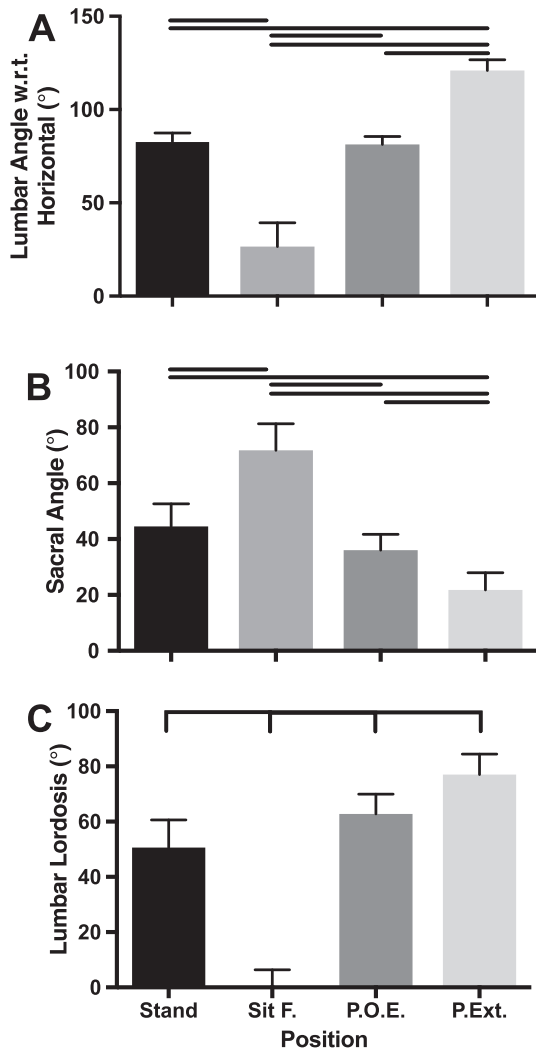 A
Lumbar Angle w.r.t.
Horizontal (°)
150
100
50
0
B
Sacral Angle (°)
100
80
60
40
20
0
C
Lumbar Lordosis (°)
100
80
60
40
20
0
Stand Sit F. P.O.E. P.Ext.
Position